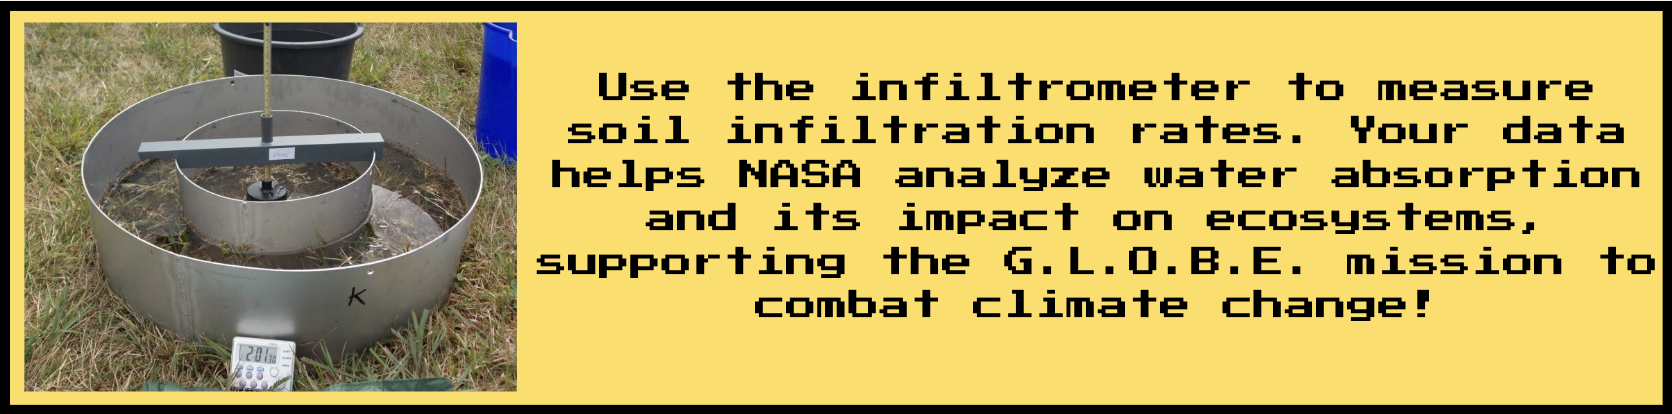 Use the infiltrometer to measure
soil infiltration rates. Your data
helps NASA analyze water absorption
and its impact on ecosystems,
supporting the G.L.O.B.E. mission to
combat climate change!
K